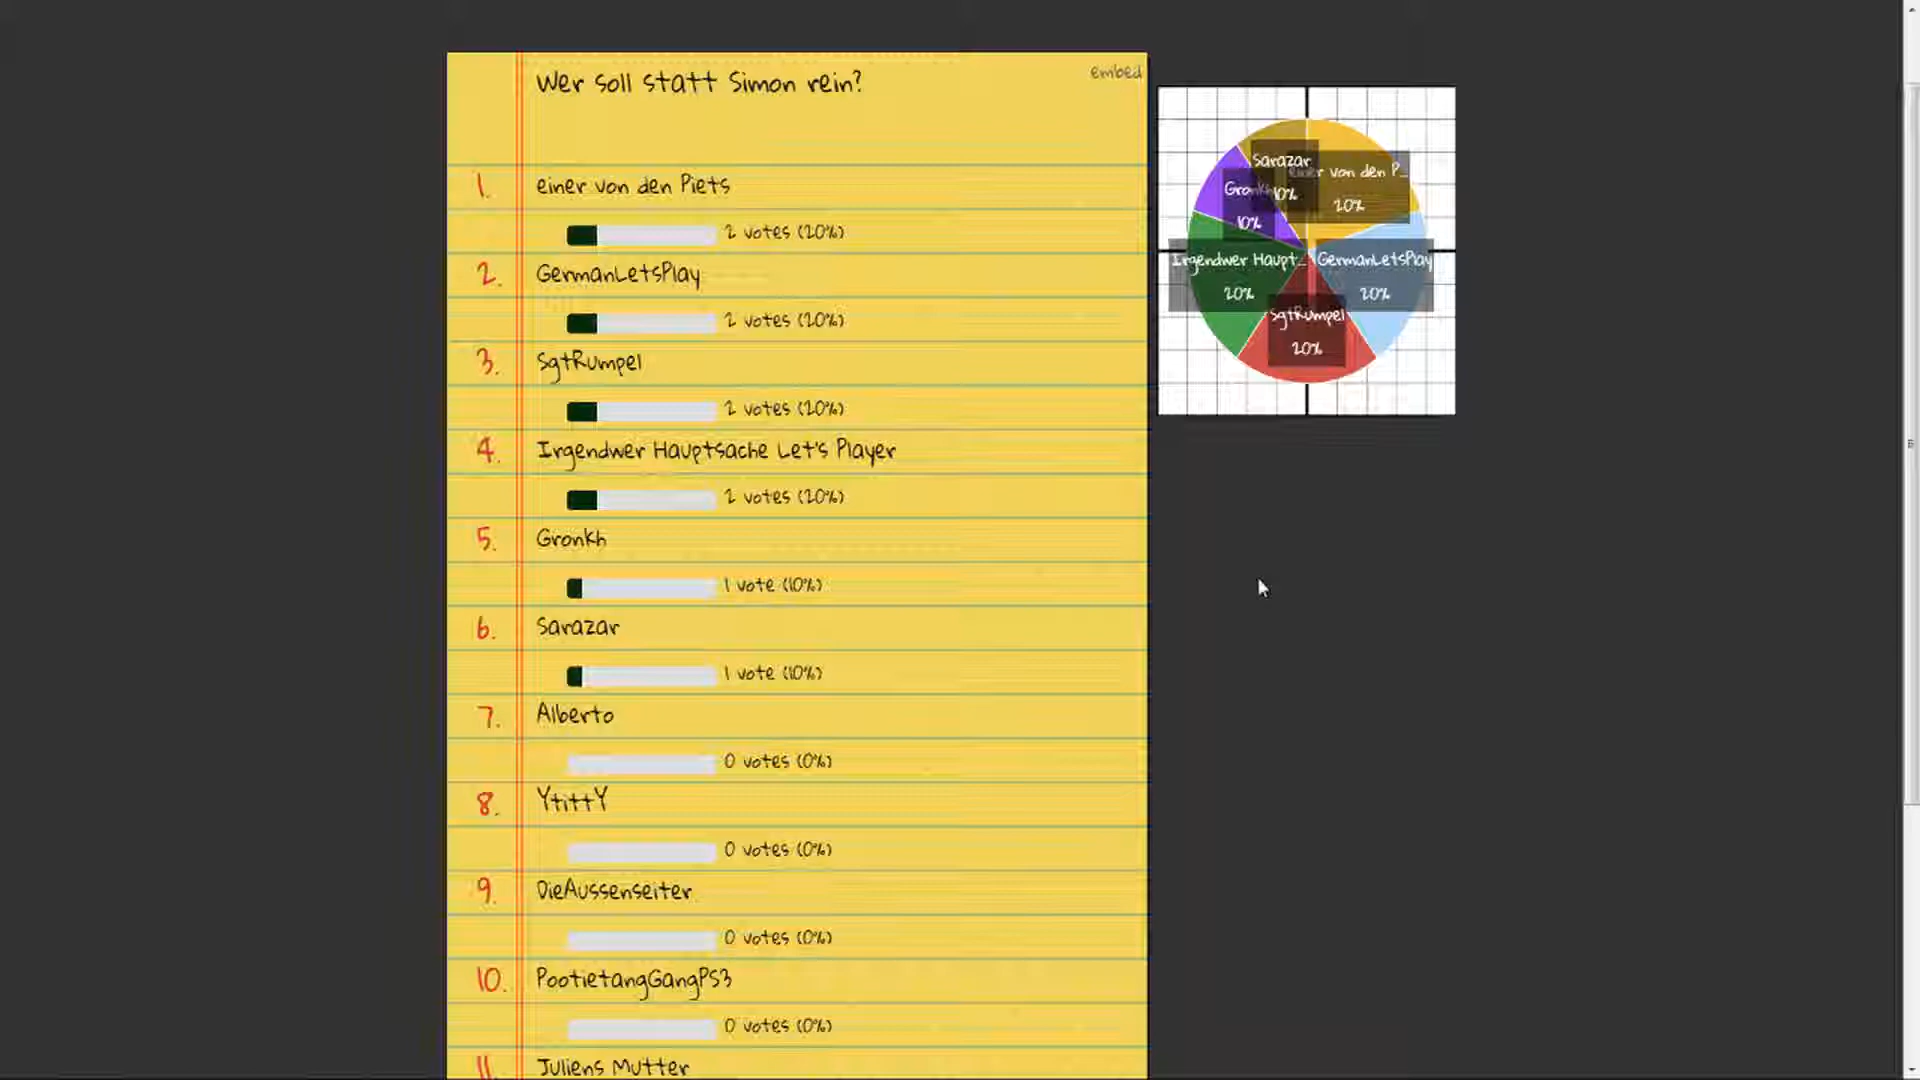 Wer soll statt Simon rein?
embed
1. einer von den Piets
2 votes (20%)
2. GermanLetsPlay
2 votes (20%)
3. SgtRumpel
2 votes (20%)
4. Irgendwer Hauptsache Let's Player
2 votes (20%)
5. Gronkh
1 vote (10%)
6. Sarazar
1 vote (10%)
7. Alberto
0 votes (0%)
8. YtittY
0 votes (0%)
9. DieAussenseiter
0 votes (0%)
10. PootietangGangPS3
0 votes (0%)
11. Juliens Mutter
Sarazar
10%
einer von den P...
20%
Gronkh
10%
Irgendwer Haupt...
20%
GermanLetsPlay
20%
SgtRumpel
20%